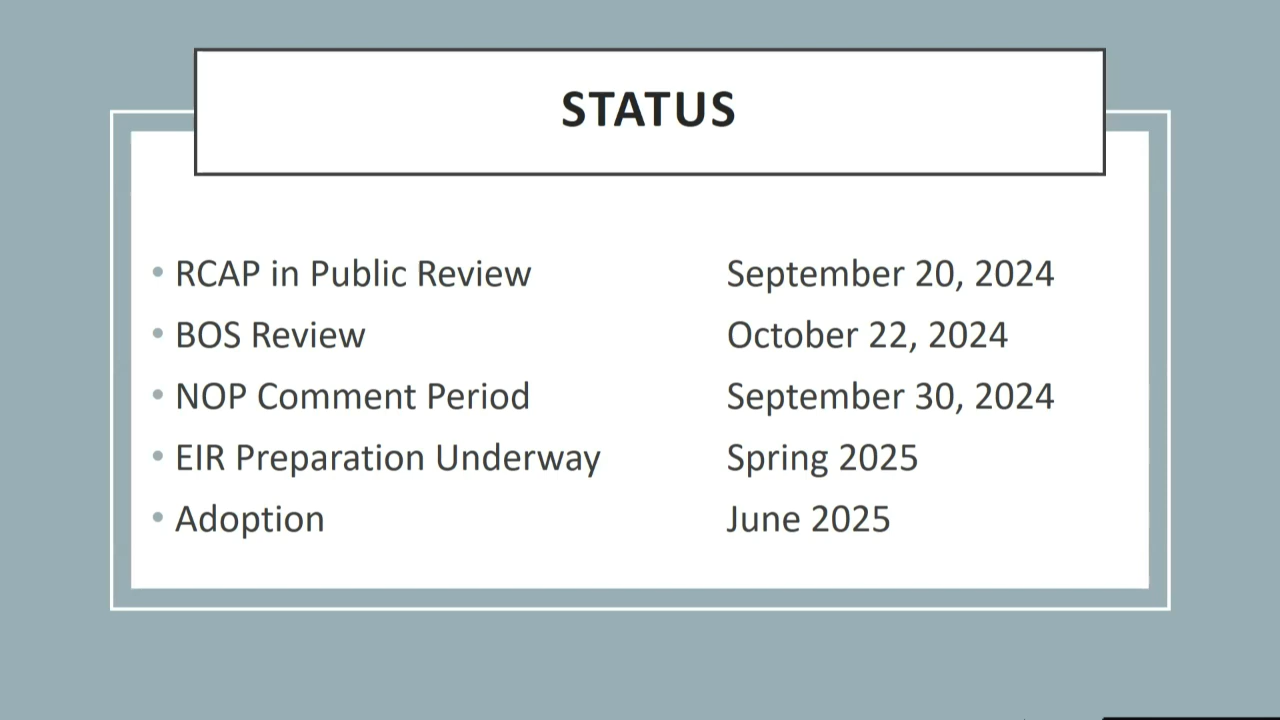 STATUS
• RCAP in Public Review September 20, 2024
• BOS Review October 22, 2024
• NOP Comment Period September 30, 2024
• EIR Preparation Underway Spring 2025
• Adoption June 2025